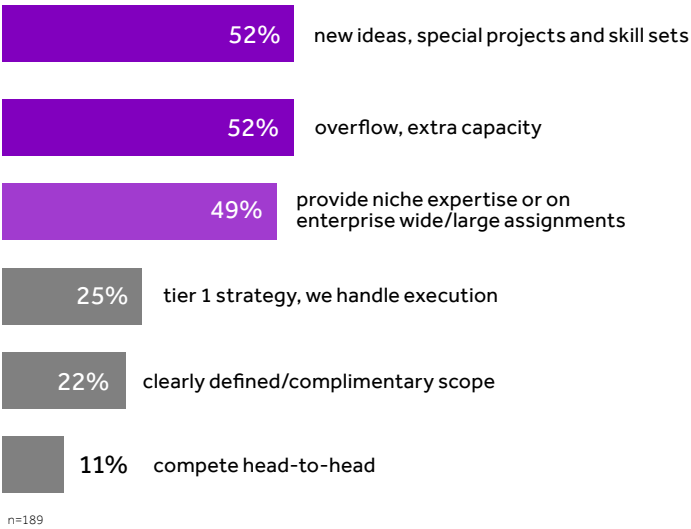 52% new ideas, special projects and skill sets
52% overflow, extra capacity
49% provide niche expertise or on
enterprise wide/large assignments
25% tier 1 strategy, we handle execution
22% clearly defined/complimentary scope
11% compete head-to-head
n=189